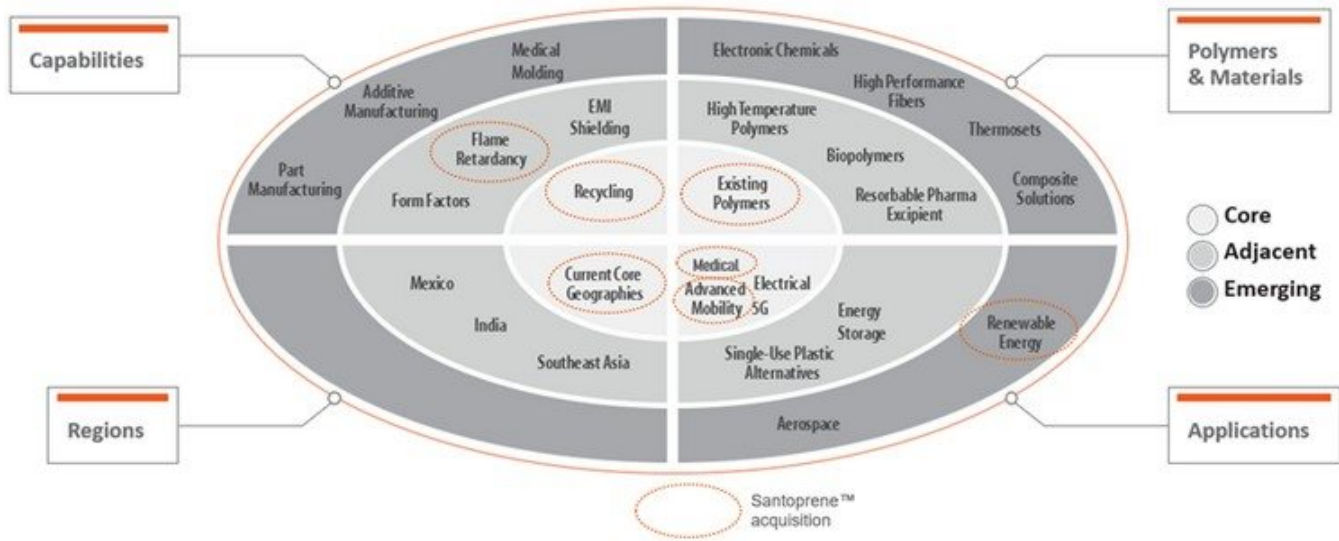 Capabilities
Polymers
& Materials
Medical
Molding
Additive
Manufacturing
Part
Manufacturing
EMI
Shielding
Flame
Retardancy
Form Factors
Recycling
Electronic Chemicals
High Performance
Fibers
Thermosets
Composite
Solutions
High Temperature
Polymers
Biopolymers
Resorbable Pharma
Excipient
Existing
Polymers
Core
Adjacent
Emerging
Current Core
Geographies
Mexico
India
Southeast Asia
Medical
Advanced
Mobility
Electrical
5G
Energy
Storage
Single-Use Plastic
Alternatives
Renewable
Energy
Aerospace
Regions
Applications
Santoprene™
acquisition